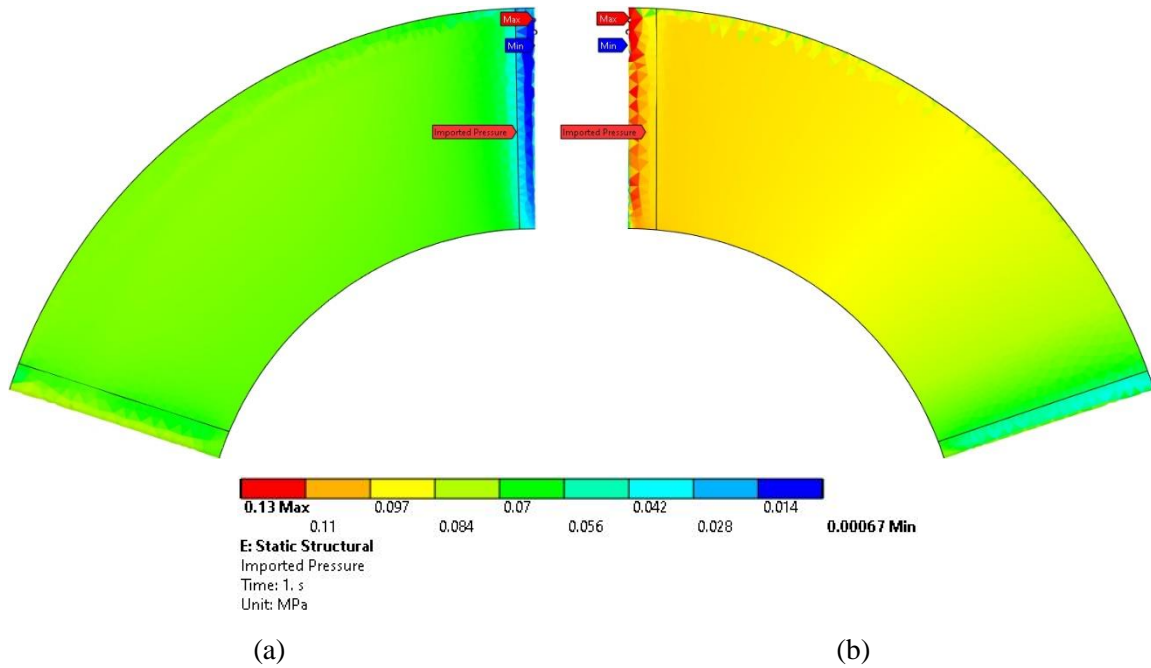 Max
Min
Imported Pressure
Max
Min
Imported Pressure
0.13 Max
0.11
0.097
0.084
0.07
0.056
0.042
0.028
0.014
0.00067 Min
E: Static Structural
Imported Pressure
Time: 1. s
Unit: MPa
(a) (b)